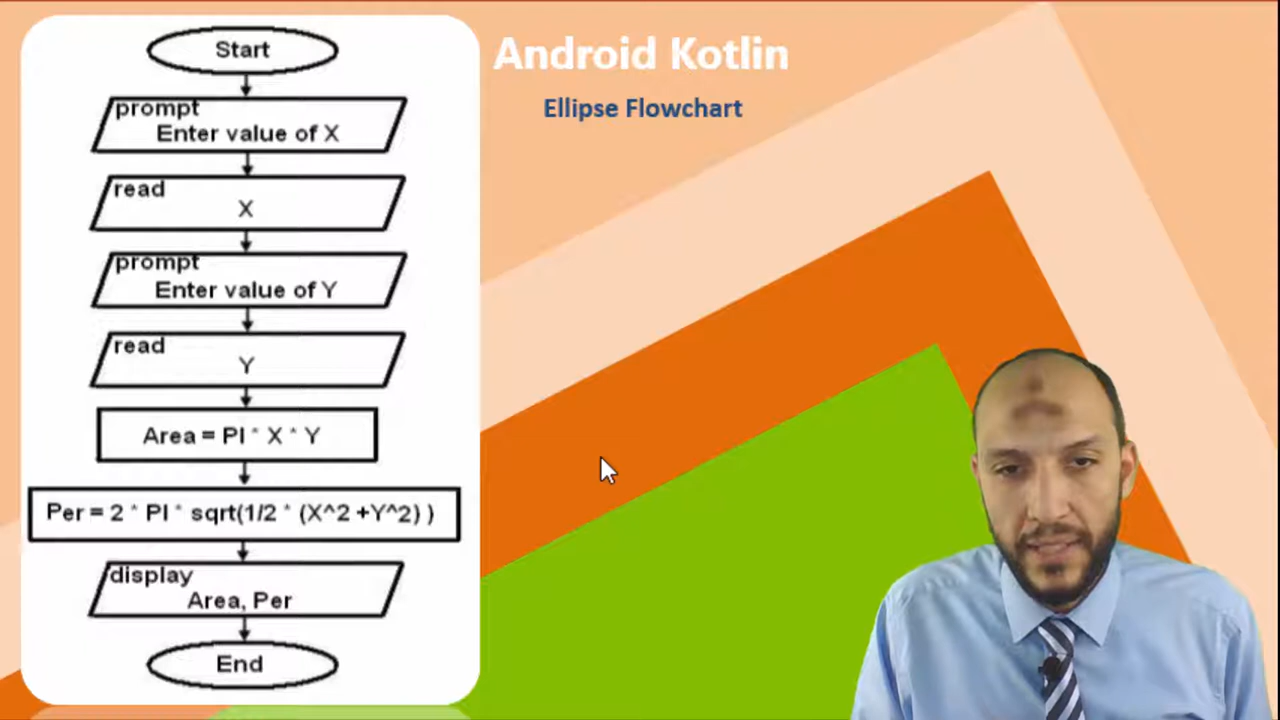 Start
prompt
Enter value of X
read
X
prompt
Enter value of Y
read
Y
Area = PI * X * Y
Per = 2 * PI * sqrt(1/2 * (X^2 +Y^2) )
display
Area, Per
End
Android Kotlin
Ellipse Flowchart